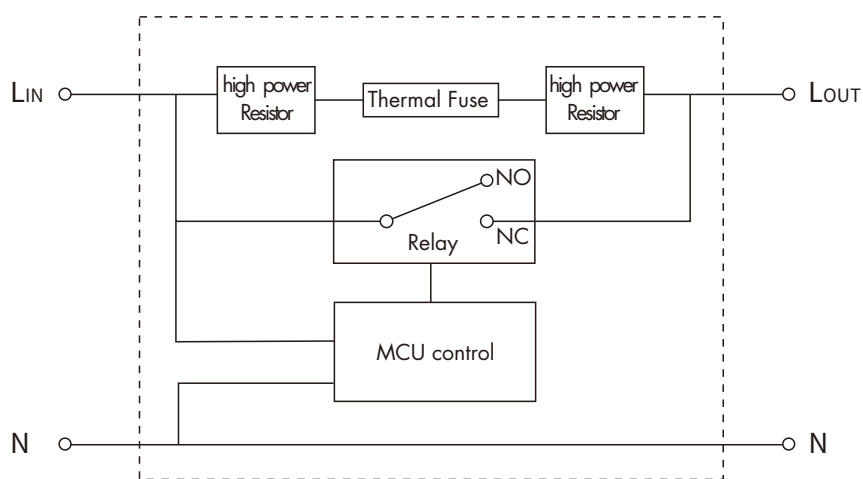 LIN
high power
Resistor
Thermal Fuse
high power
Resistor
LOUT
NO
NC
Relay
MCU control
N
N